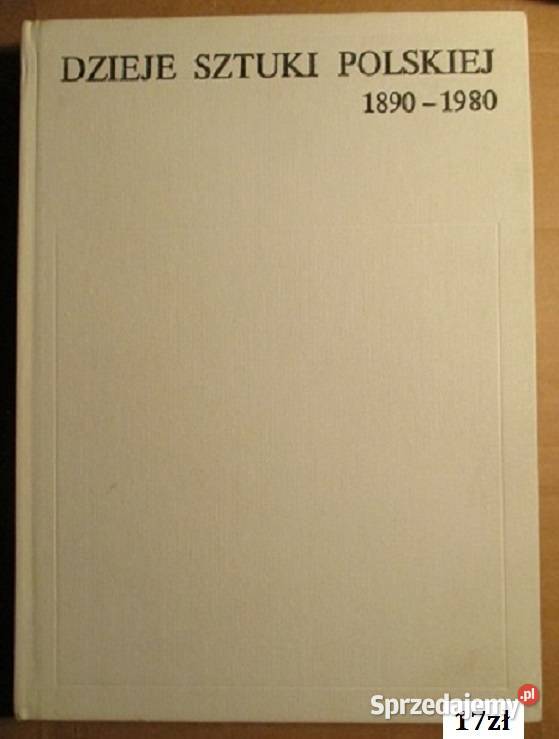 DZIEJE SZTUKI POLSKIEJ
1890-1980
Sprzedajemy.pl
17zł